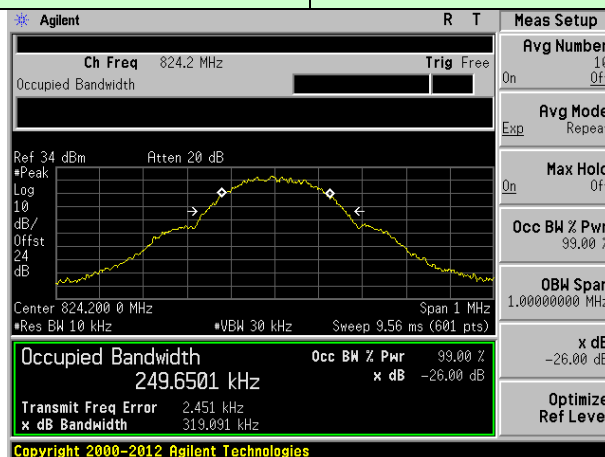 Agilent R T Meas Setup
Ch Freq 824.2 MHz Trig Free
Occupied Bandwidth
Avg Number
10
On Off
Avg Mode
Exp Repeat
Max Hold
On Off
Occ BW % Pwr
99.00 %
OBW Span
1.00000000 MHz
x dB
-26.00 dB
Optimize
Ref Level
Ref 34 dBm Atten 20 dB
#Peak
Log
10
dB/
Offst
24
dB
Center 824.200 0 MHz Span 1 MHz
#Res BW 10 kHz #VBW 30 kHz Sweep 9.56 ms (601 pts)
Occupied Bandwidth Occ BW % Pwr 99.00 %
249.6501 kHz x dB -26.00 dB
Transmit Freq Error 2.451 kHz
x dB Bandwidth 319.091 kHz
Copyright 2000-2012 Agilent Technologies